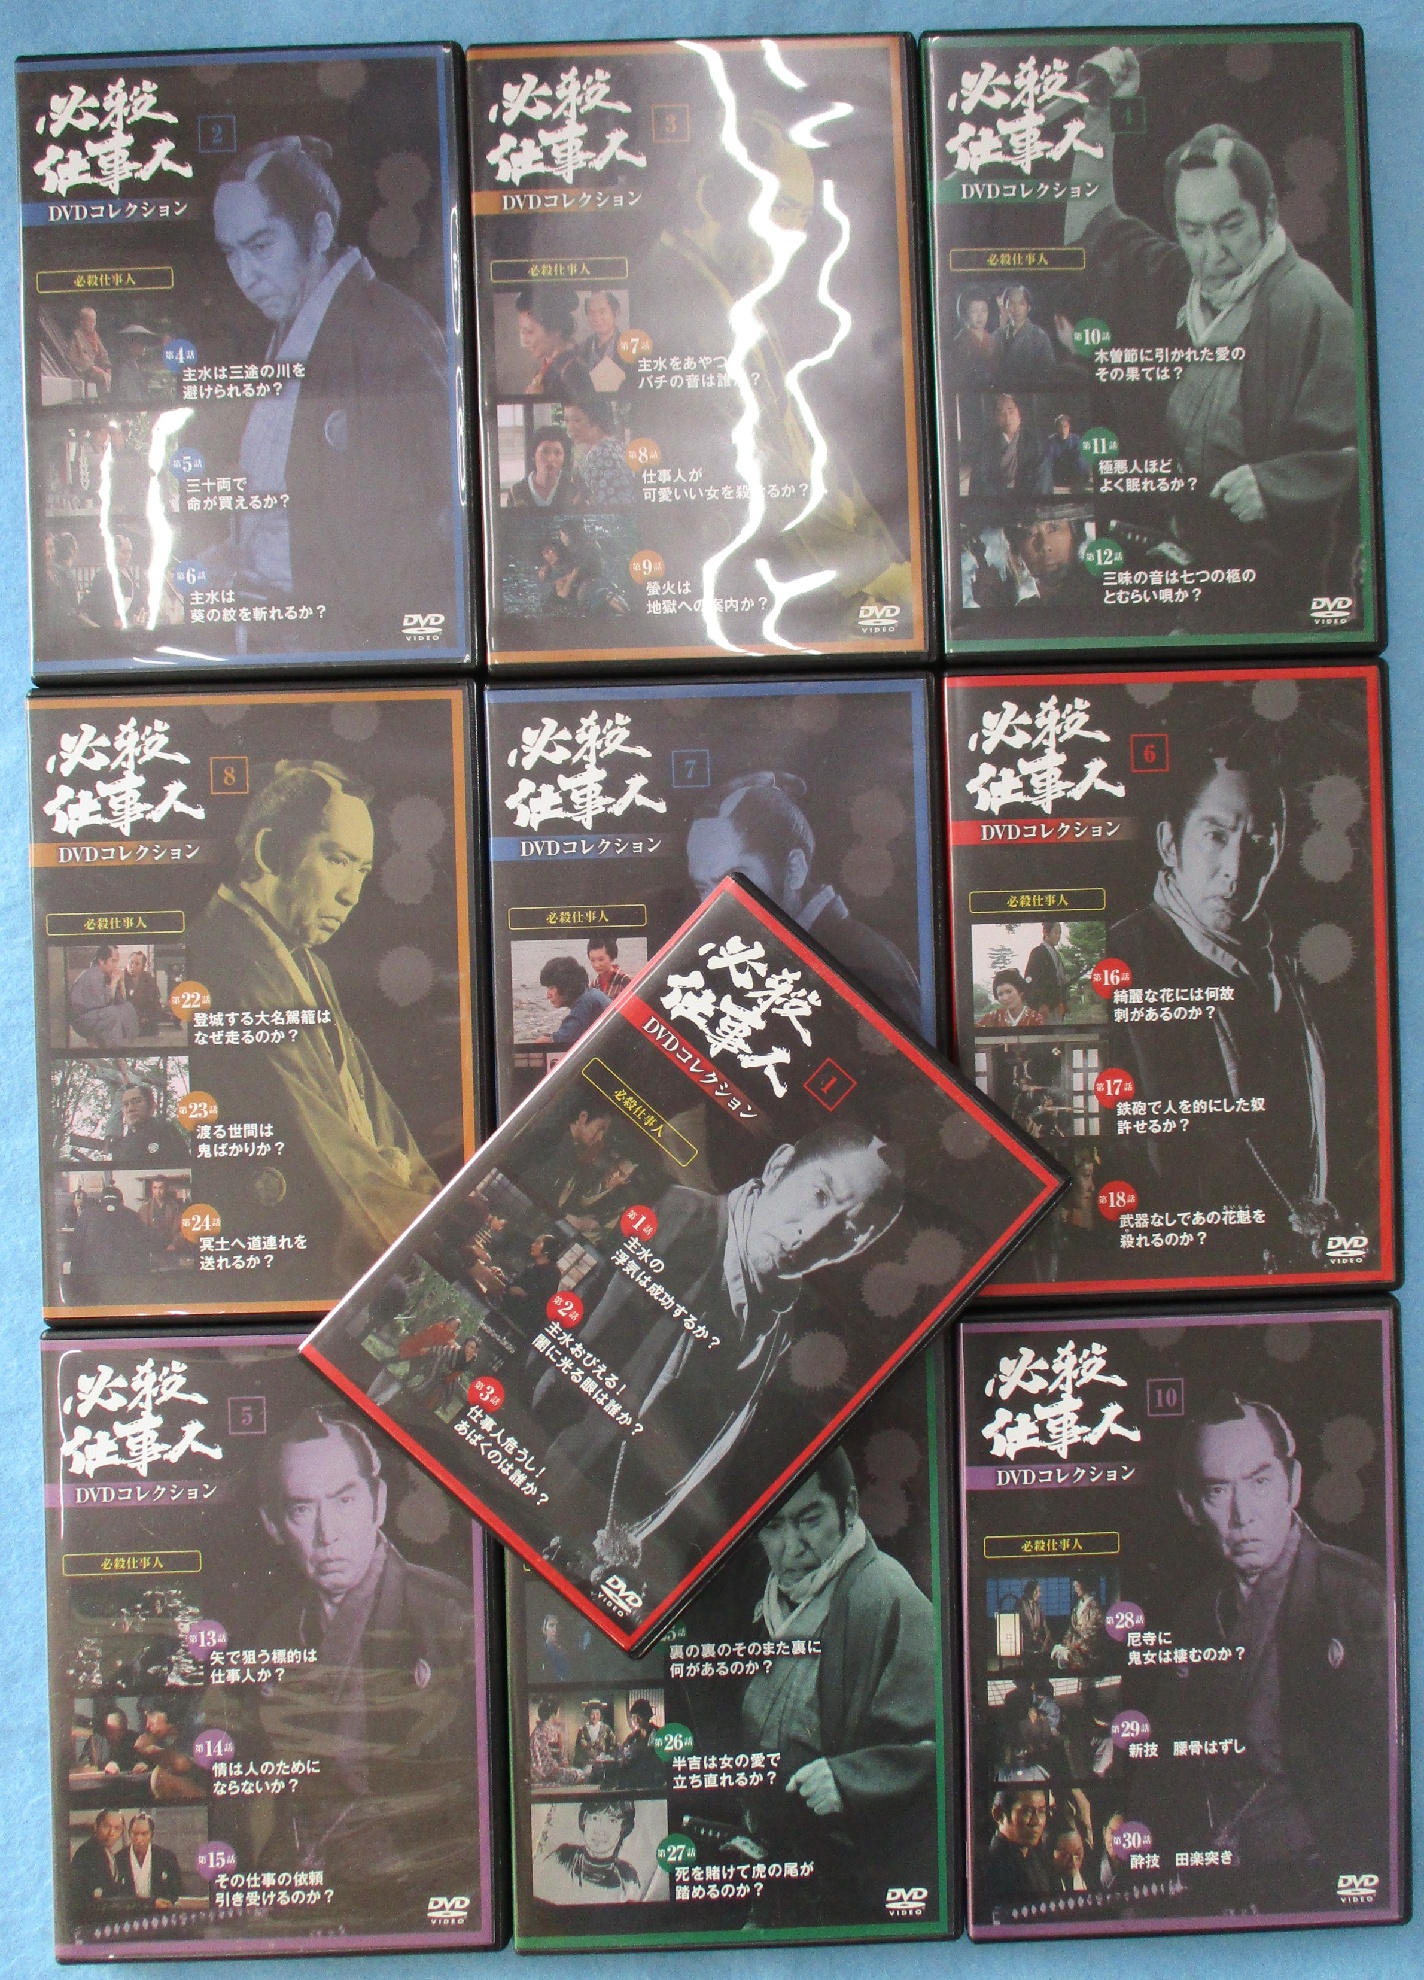 必殺
仕事人
2
DVDコレクション
必殺仕事人
第4話
主水は三途の川を
避けられるか？
第5話
三十両で
命が買えるか？
第6話
主水は
葵の紋を斬れるか？
DVD
VIDEO
必殺
仕事人
3
DVDコレクション
必殺仕事人
第7話
主水をあやつ
バチの音は誰か？
第8話
仕事人が
可愛いい女を殺せるか？
第9話
螢火は
地獄への案内か？
DVD
VIDEO
必殺
仕事人
4
DVDコレクション
必殺仕事人
第10話
木曽節に引かれた愛の
その果ては？
第11話
極悪人ほど
よく眠れるか？
第12話
三味の音は七つの柩の
とむらい唄か？
DVD
VIDEO
必殺
仕事人
8
DVDコレクション
必殺仕事人
第22話
登城する大名駕籠は
なぜ走るのか？
第23話
渡る世間は
鬼ばかりか？
第24話
冥土へ道連れを
送れるか？
必殺
仕事人
7
DVDコレクション
必殺仕事人
必殺
仕事人
6
DVDコレクション
必殺仕事人
第16話
綺麗な花には何故
刺があるのか？
第17話
鉄砲で人を的にした奴
許せるか？
第18話
武器なしであの花魁を
殺れるのか？
DVD
VIDEO
必殺
仕事人
1
DVDコレクション
必殺仕事人
第1話
主水の
浮気は成功するか？
第2話
主水おびえる！
闇に光る眼は誰か？
第3話
仕事人危うし！
あばくのは誰か？
DVD
VIDEO
必殺
仕事人
5
DVDコレクション
必殺仕事人
第13話
矢で狙う標的は
仕事人か？
第14話
情は人のために
ならないか？
第15話
その仕事の依頼
引き受けるのか？
DVD
VIDEO
5話
裏の裏のそのまた裏に
何があるのか？
第26話
半吉は女の愛で
立ち直れるか？
第27話
死を賭けて虎の尾が
踏めるのか？
DVD
VIDEO
必殺
仕事人
10
DVDコレクション
必殺仕事人
第28話
尼寺に
鬼女は棲むのか？
第29話
新技　腰骨はずし
第30話
酔技　田楽突き
DVD
VIDEO